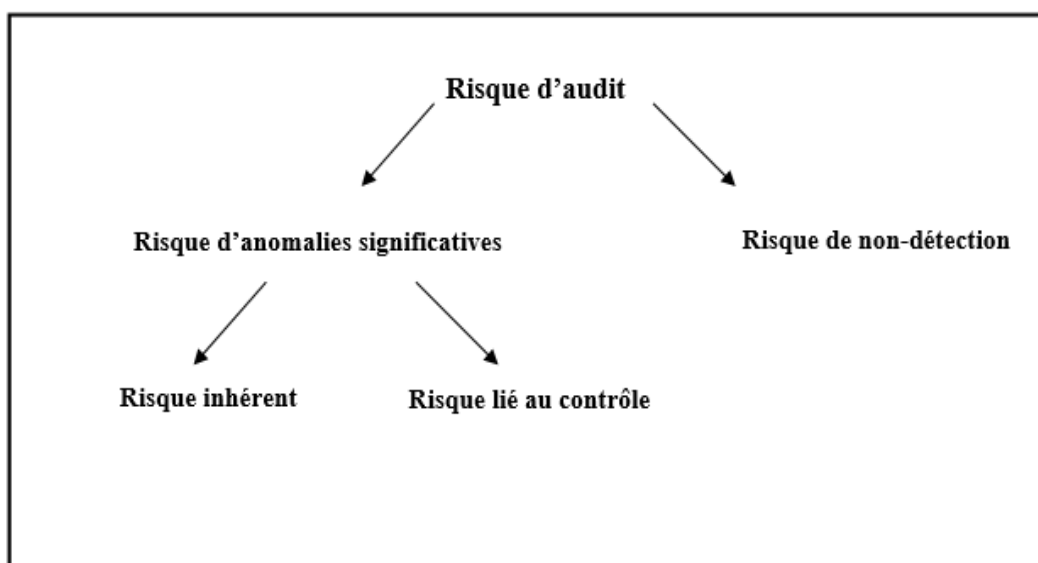 Risque d’audit
Risque d’anomalies significatives
Risque de non-détection
Risque inhérent
Risque lié au contrôle